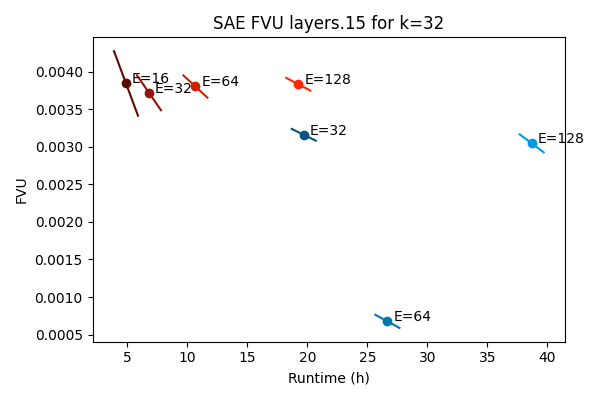 SAE FVU layers.15 for k=32
FVU
0.0040
0.0035
0.0030
0.0025
0.0020
0.0015
0.0010
0.0005
E=16
E=32
E=64
E=128
E=32
E=128
E=64
5 10 15 20 25 30 35 40
Runtime (h)